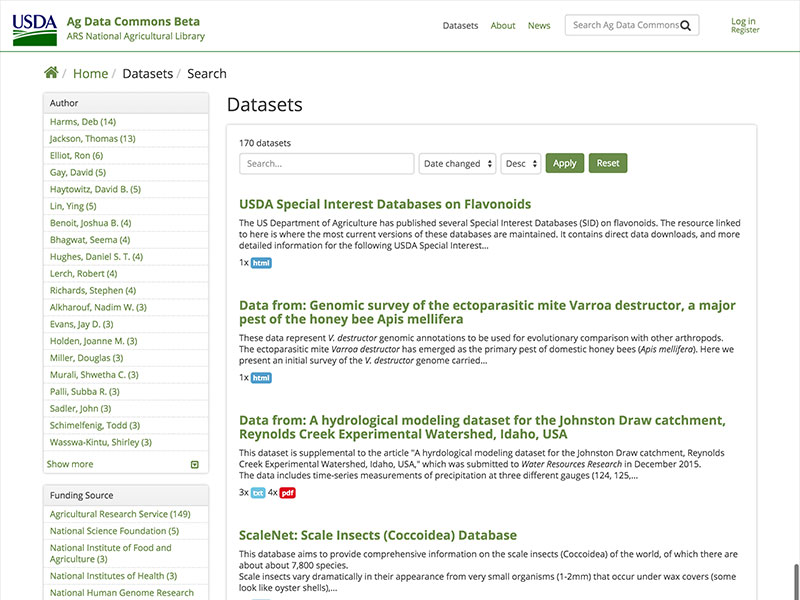 USDA
Ag Data Commons Beta
ARS National Agricultural Library
Datasets About News
Search Ag Data Commons
Log in
Register
/ Home / Datasets / Search
Author
Harms, Deb (14)
Jackson, Thomas (13)
Elliot, Ron (6)
Gay, David (5)
Haytowitz, David B. (5)
Lin, Ying (5)
Benoit, Joshua B. (4)
Bhagwat, Seema (4)
Hughes, Daniel S. T. (4)
Lerch, Robert (4)
Richards, Stephen (4)
Alkharouf, Nadim W. (3)
Evans, Jay D. (3)
Holden, Joanne M. (3)
Miller, Douglas (3)
Murali, Shwetha C. (3)
Palli, Subba R. (3)
Sadler, John (3)
Schimelfenig, Todd (3)
Wasswa-Kintu, Shirley (3)
Show more
Funding Source
Agricultural Research Service (149)
National Science Foundation (5)
National Institute of Food and
Agriculture (3)
National Institutes of Health (3)
National Human Genome Research
Datasets
170 datasets
Search... Date changed Desc Apply Reset
USDA Special Interest Databases on Flavonoids
The US Department of Agriculture has published several Special Interest Databases (SID) on flavonoids. The resource linked
to here is where the most current versions of these databases are maintained. It contains direct data downloads, and more
detailed information for the following USDA Special Interest...
1x html
Data from: Genomic survey of the ectoparasitic mite Varroa destructor, a major
pest of the honey bee Apis mellifera
These data represent V. destructor genomic annotations to be used for evolutionary comparison with other arthropods.
The ectoparasitic mite Varroa destructor has emerged as the primary pest of domestic honey bees (Apis mellifera). Here we
present an initial survey of the V. destructor genome carried...
1x html
Data from: A hydrological modeling dataset for the Johnston Draw catchment,
Reynolds Creek Experimental Watershed, Idaho, USA
This dataset is supplemental to the article "A hyrdological modeling dataset for the Johnston Draw catchment, Reynolds
Creek Experimental Watershed, Idaho, USA," which was submitted to Water Resources Research in December 2015.
The data includes time-series measurements of precipitation at three different gauges (124, 125,...
3x txt 4x pdf
ScaleNet: Scale Insects (Coccoidea) Database
This database aims to provide comprehensive information on the scale insects (Coccoidea) of the world, of which there are
about about 7,800 species.
Scale insects vary dramatically in their appearance from very small organisms (1-2mm) that occur under wax covers (some
look like oyster shells),...